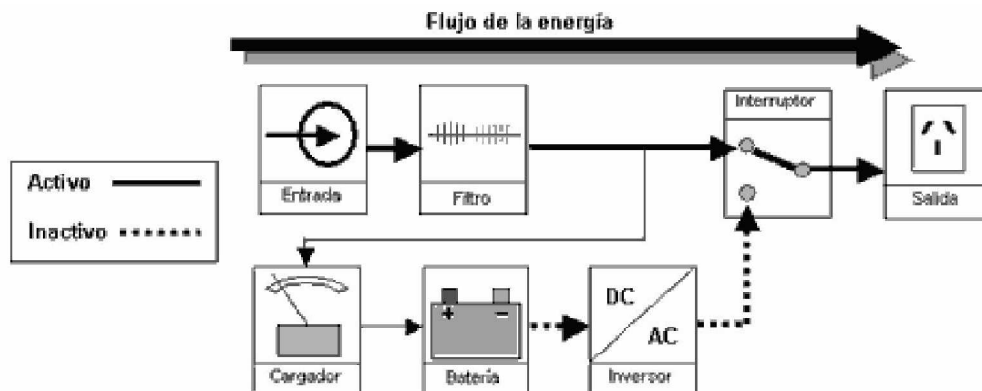 Flujo de la energía
Interruptor
Entrada
Filtro
Salida
Activo
Inactivo
DC
AC
+ −
Cargador
Batería
Inversor